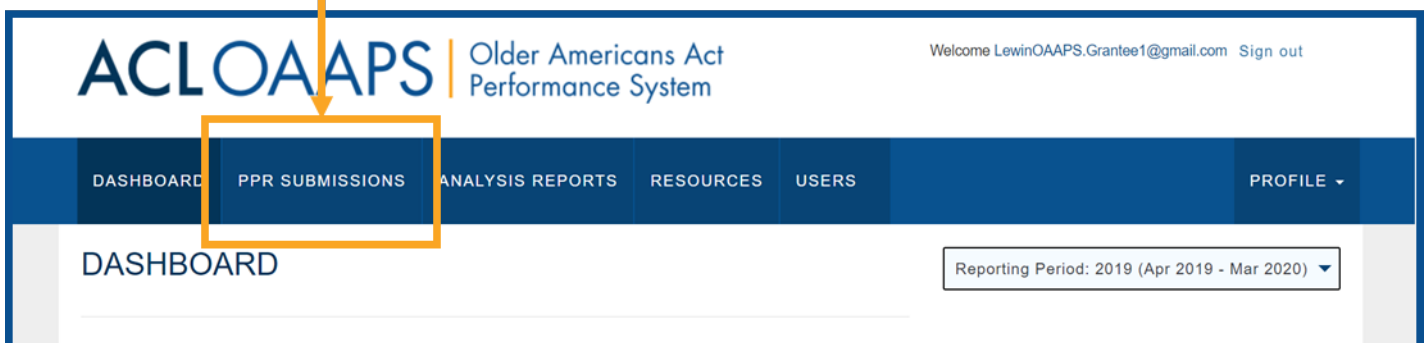 ACL OAAPS
Older Americans Act
Performance System
Welcome LewinOAAPS.Grantee1@gmail.com Sign out
DASHBOARD PPR SUBMISSIONS ANALYSIS REPORTS RESOURCES USERS PROFILE
DASHBOARD
Reporting Period: 2019 (Apr 2019 - Mar 2020)